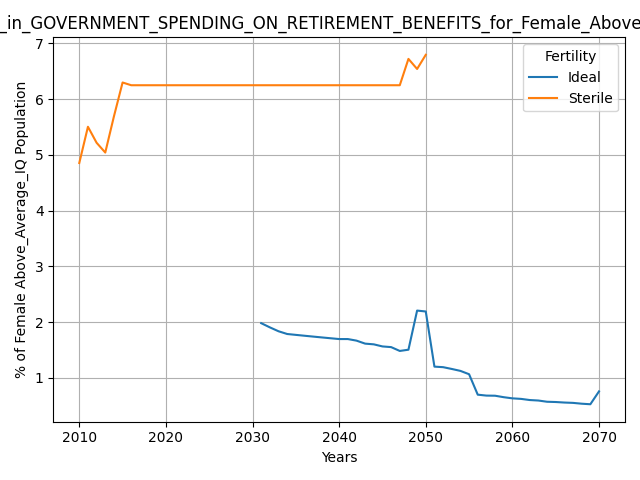 _in_GOVERNMENT_SPENDING_ON_RETIREMENT_BENEFITS_for_Female_Above
7
6
5
4
3
2
1
% of Female Above_Average_IQ Population
Fertility
Ideal
Sterile
2010 2020 2030 2040 2050 2060 2070
Years